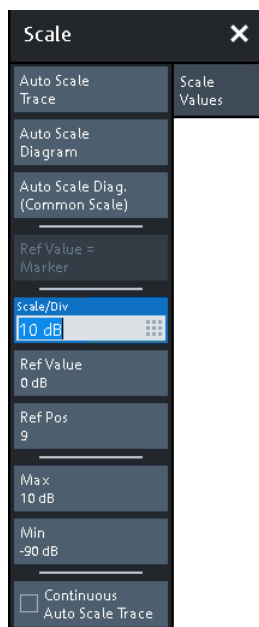 Scale
Auto Scale
Trace
Scale
Values
Auto Scale
Diagram
Auto Scale Diag.
(Common Scale)
Ref Value =
Marker
Scale/Div
10 dB
Ref Value
0 dB
Ref Pos
9
Max
10 dB
Min
-90 dB
Continuous
Auto Scale Trace